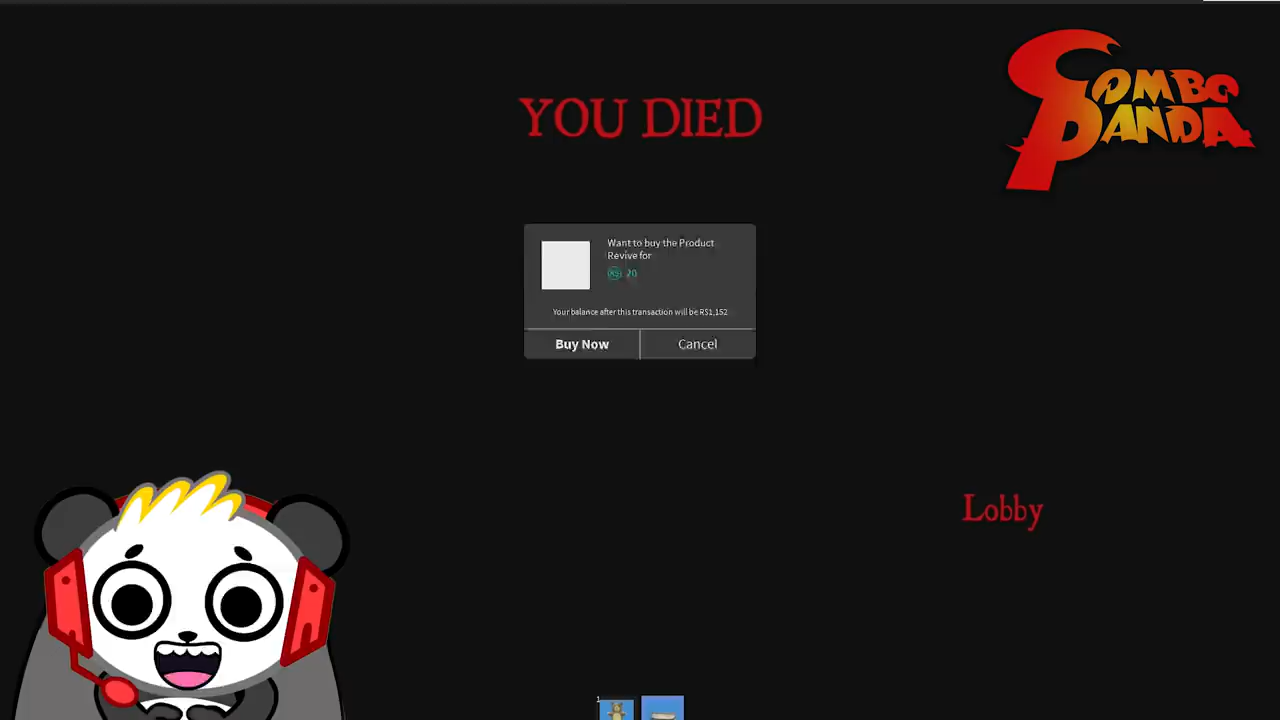 COMBO
PANDA
YOU DIED
Want to buy the Product
Revive for
R$ 20
Your balance after this transaction will be R$1,152
Buy Now
Cancel
Lobby
1